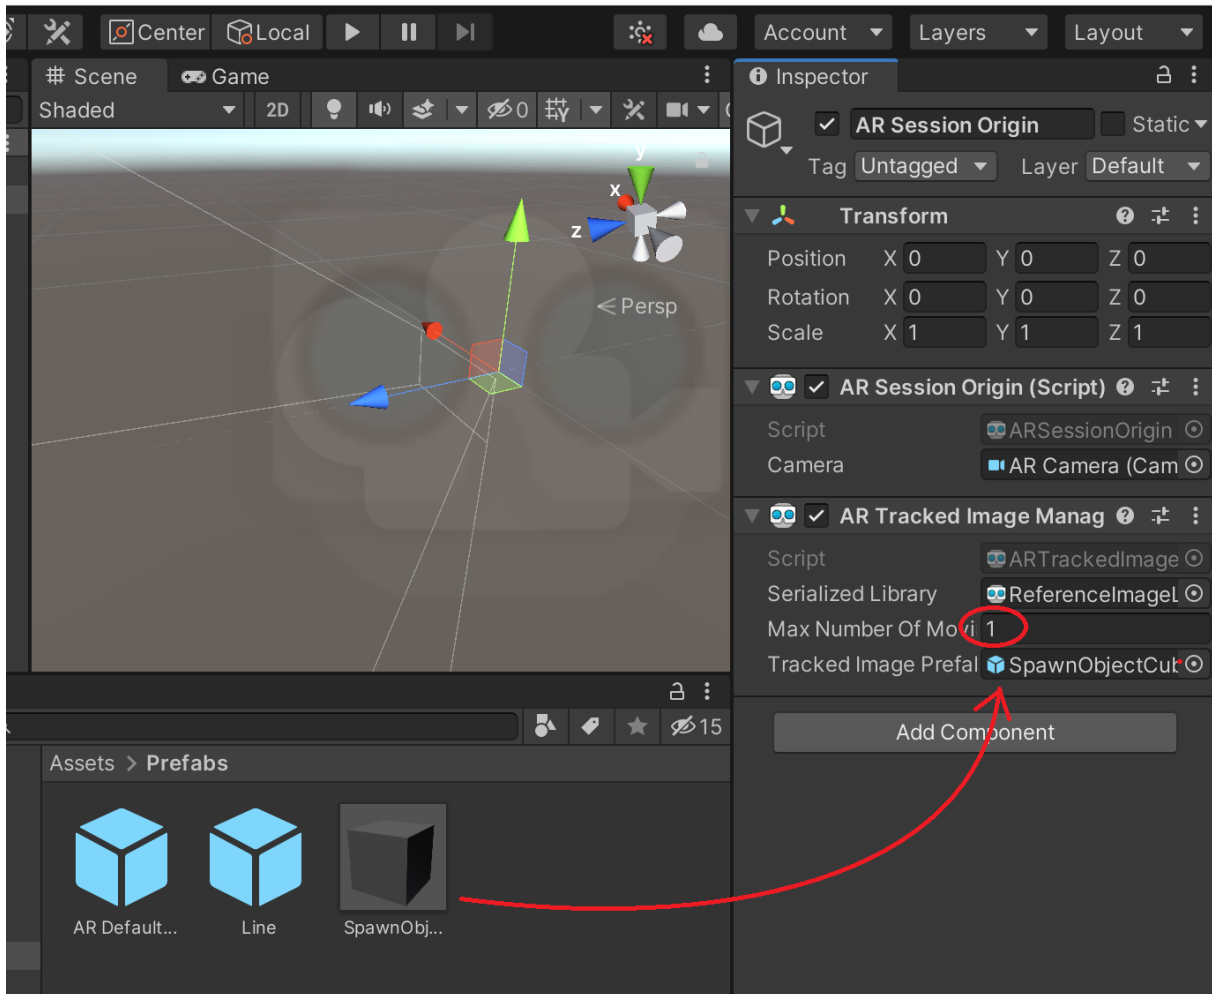 Center Local Account Layers Layout
Scene Game
Shaded 2D 0
y
x
z
Persp
Inspector
AR Session Origin Static
Tag Untagged Layer Default
Transform
Position X 0 Y 0 Z 0
Rotation X 0 Y 0 Z 0
Scale X 1 Y 1 Z 1
AR Session Origin (Script)
Script ARSessionOrigin
Camera AR Camera (Cam
AR Tracked Image Manag
Script ARTrackedImage
Serialized Library ReferenceImageL
Max Number Of Movi 1
Tracked Image Prefal SpawnObjectCub
Add Component
15
Assets > Prefabs
AR Default...
Line
SpawnObj...